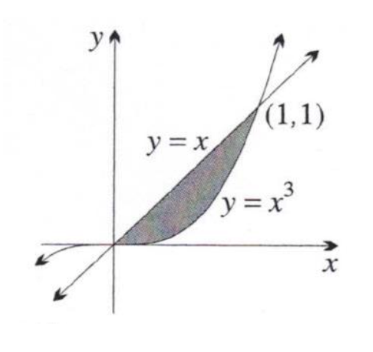 y
(1,1)
y = x
y = x³
x